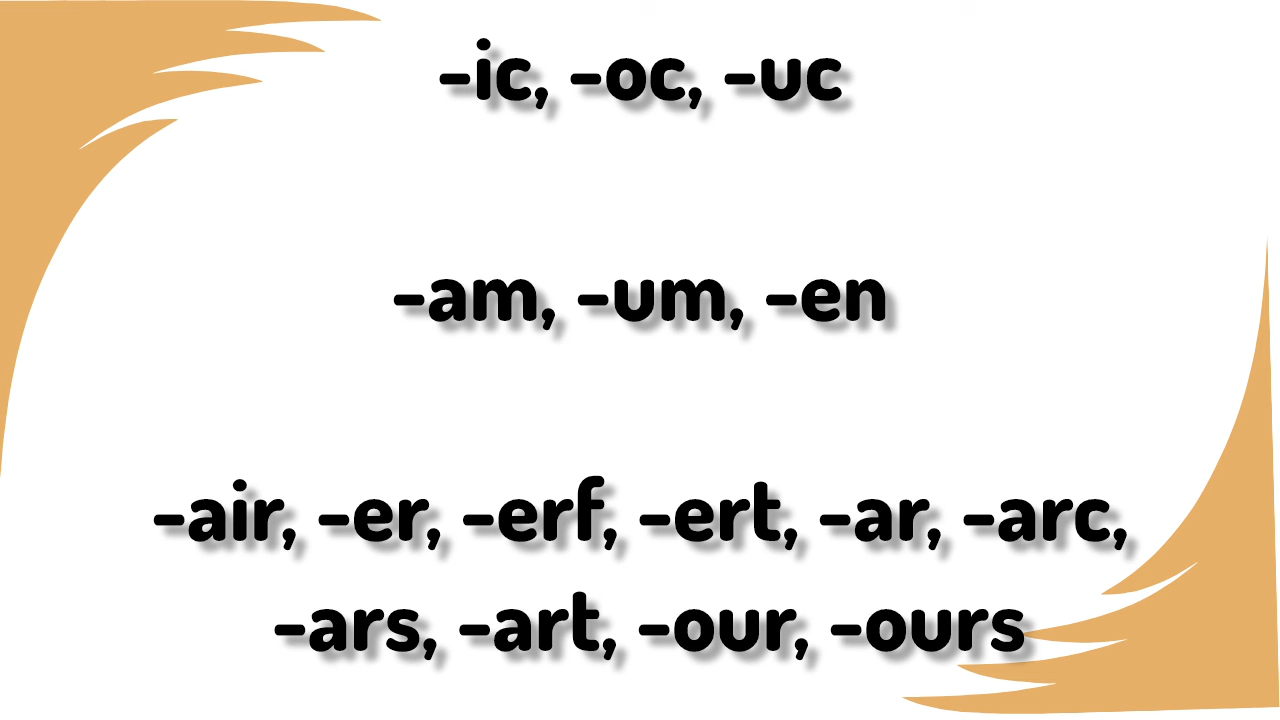 -ic, -oc, -uc
-am, -um, -en
-air, -er, -erf, -ert, -ar, -arc,
-ars, -art, -our, -ours